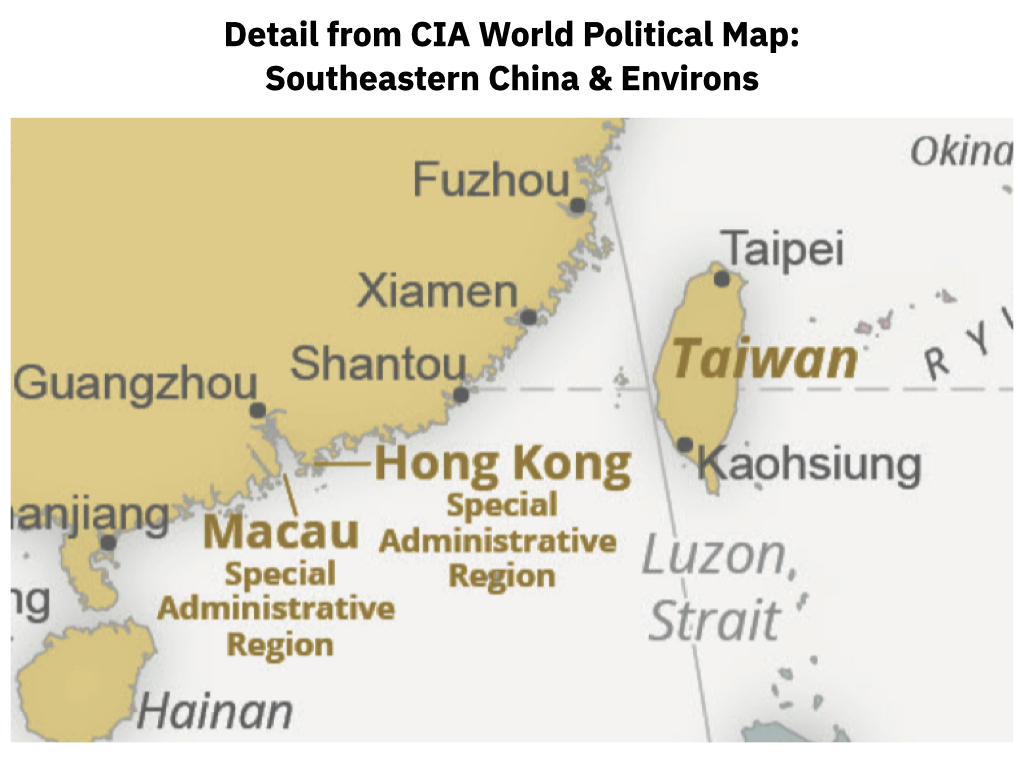 Detail from CIA World Political Map:
Southeastern China & Environs
Okina
Fuzhou
Taipei
Xiamen
R Y
Taiwan
Shantou
Guangzhou
Hong Kong
Special
Administrative
Region
Kaohsiung
anjiang
Macau
Special
Administrative
Region
Luzon
Strait
ng
Hainan